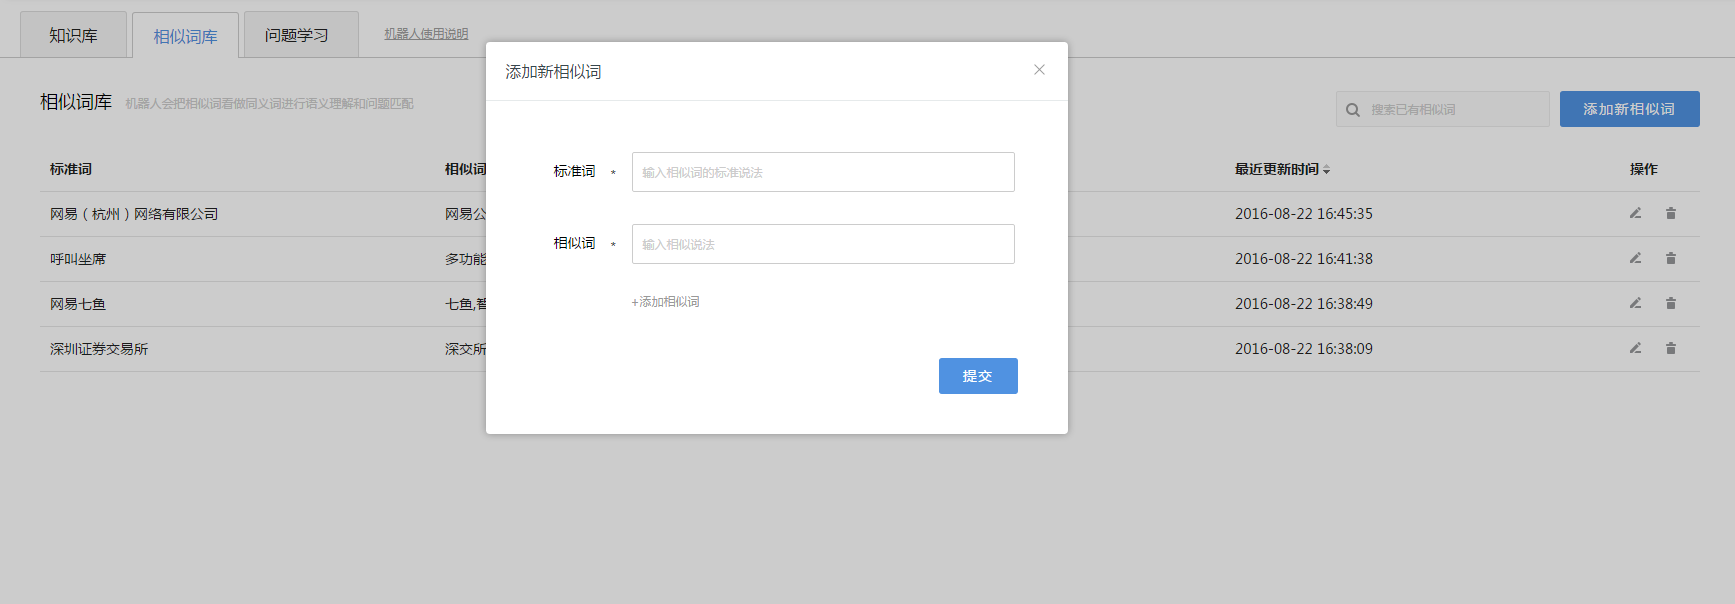 知识库
相似词库
问题学习
机器人使用说明
添加新相似词
相似词库
机器人会把相似词看做同义词进行语义理解和问题匹配
搜索已有相似词
添加新相似词
标准词
相似词
最近更新时间
操作
网易（杭州）网络有限公司
网易公
2016-08-22 16:45:35
呼叫坐席
多功能
2016-08-22 16:41:38
网易七鱼
七鱼,智
2016-08-22 16:38:49
深圳证券交易所
深交所
2016-08-22 16:38:09
标准词 *
输入相似词的标准说法
相似词 *
输入相似说法
+添加相似词
提交